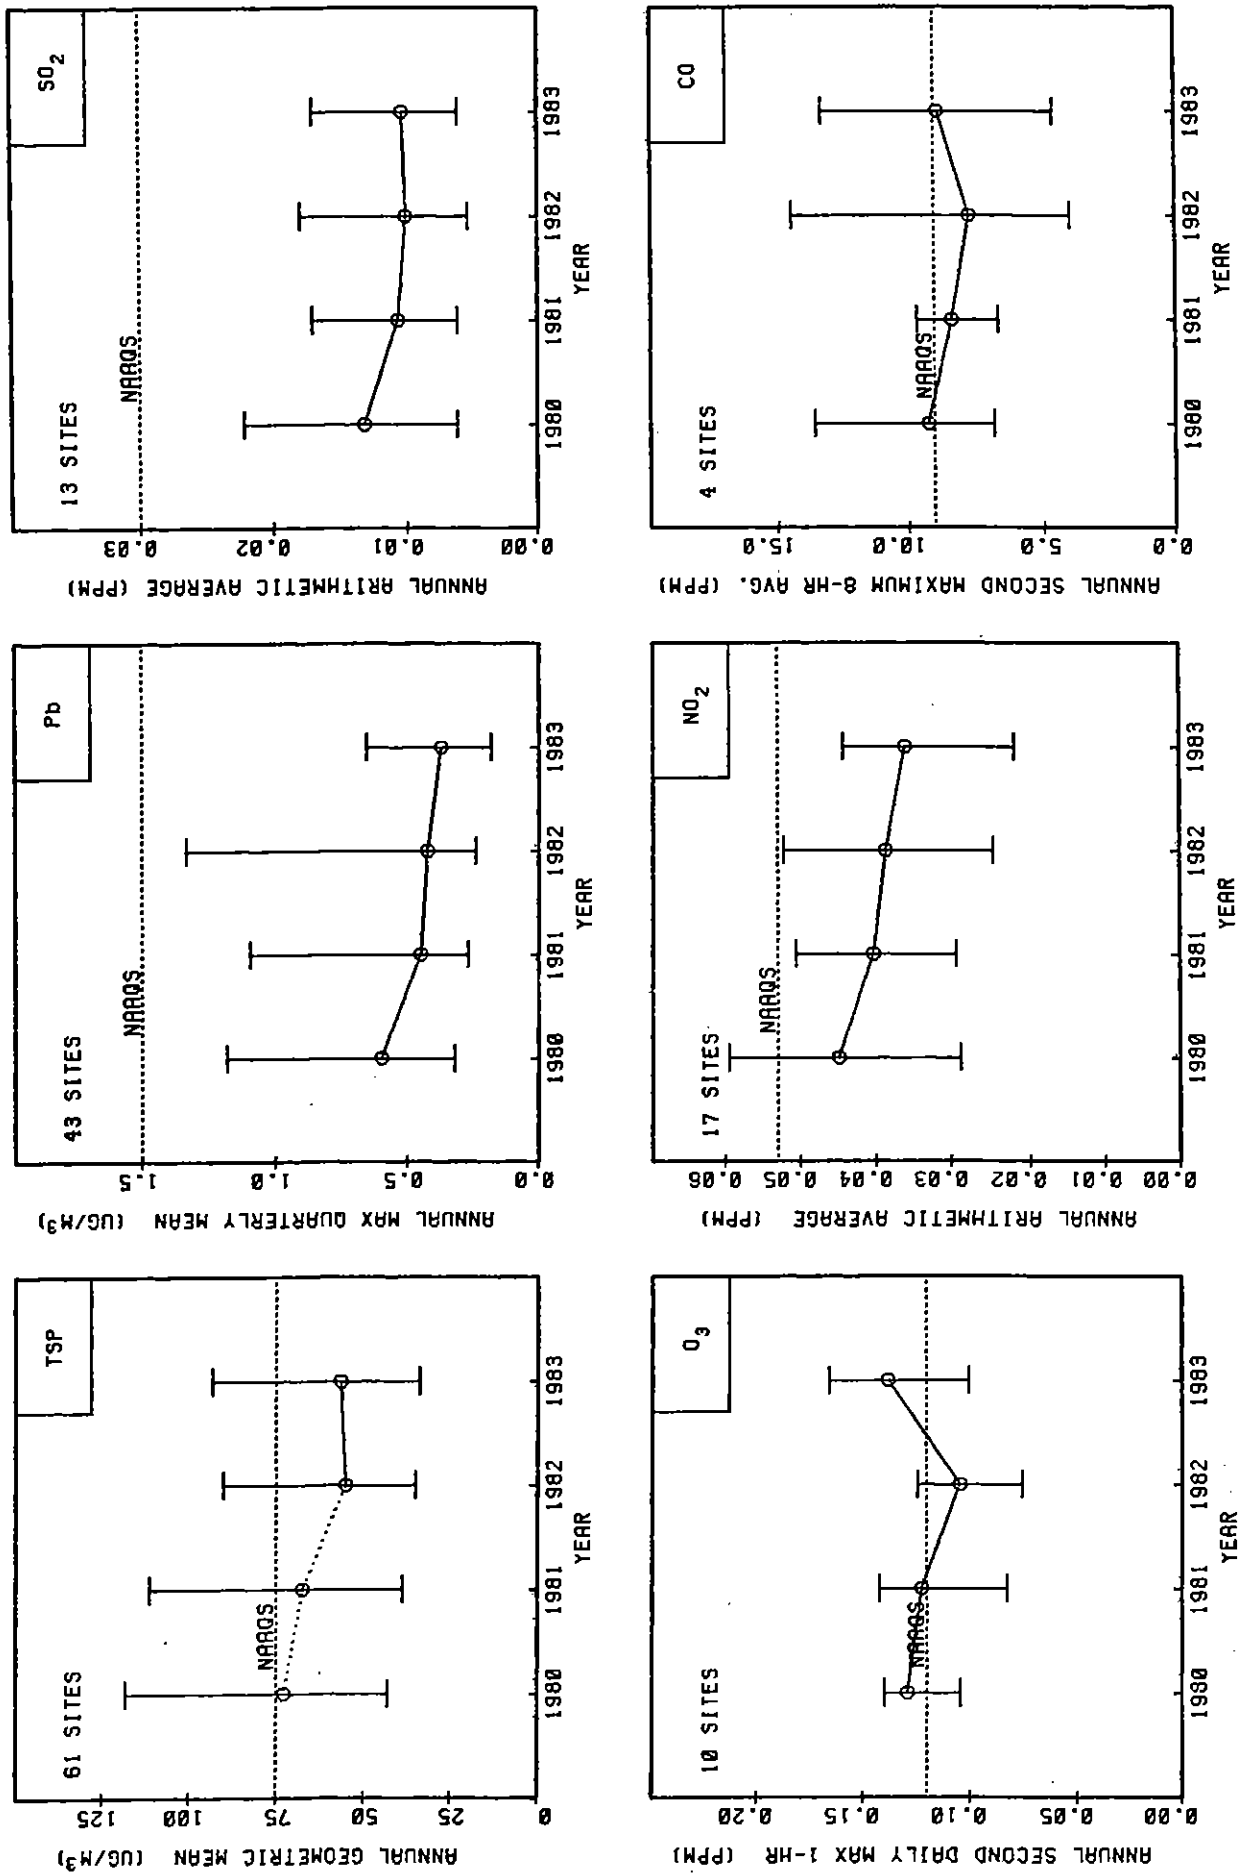 TSP
61 SITES
NAAQS
ANNUAL GEOMETRIC MEAN (UG/M³)
125
100
75
50
25
0
1980 1981 1982 1983
YEAR
Pb
43 SITES
NAAQS
ANNUAL MAX QUARTERLY MEAN (UG/M³)
1.5
1.0
0.5
0.0
1980 1981 1982 1983
YEAR
SO₂
13 SITES
NAAQS
ANNUAL ARITHMETIC AVERAGE (PPM)
0.03
0.02
0.01
0.00
1980 1981 1982 1983
YEAR
O₃
10 SITES
NAAQS
ANNUAL SECOND DAILY MAX 1-HR (PPM)
0.20
0.15
0.10
0.05
0.00
1980 1981 1982 1983
YEAR
NO₂
17 SITES
NAAQS
ANNUAL ARITHMETIC AVERAGE (PPM)
0.06
0.05
0.04
0.03
0.02
0.01
0.00
1980 1981 1982 1983
YEAR
CO
4 SITES
NAAQS
ANNUAL SECOND MAXIMUM 8-HR AVG. (PPM)
15.0
10.0
5.0
0.0
1980 1981 1982 1983
YEAR